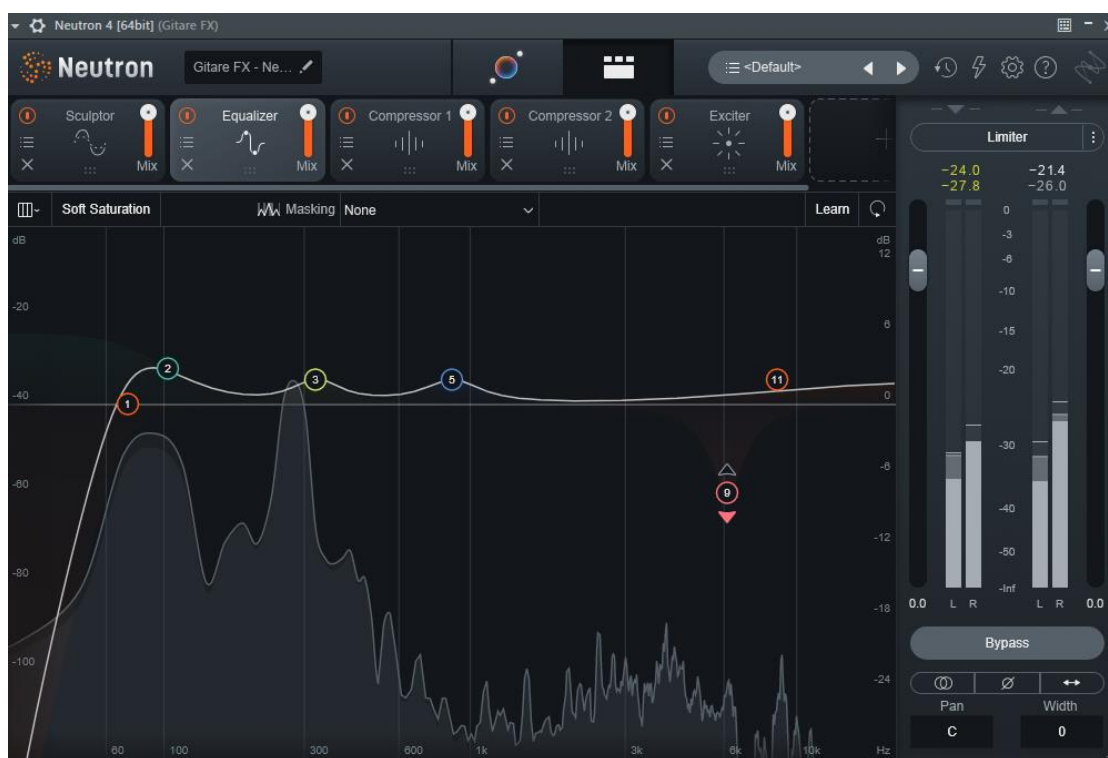 Neutron 4 [64bit] (Gitare FX)
Neutron
Gitare FX - Ne...
<Default>
Sculptor
Mix
Equalizer
Mix
Compressor 1
Mix
Compressor 2
Mix
Exciter
Mix
Limiter
-24.0
-27.8
-21.4
-26.0
Soft Saturation
Masking
None
Learn
dB
-20
-40
-60
-80
-100
dB
12
6
0
-6
-12
-18
-24
1
2
3
5
11
9
60
100
300
600
1k
3k
6k
10k
Hz
0
-3
-6
-10
-15
-20
-30
-40
-50
-Inf
0.0
L R
L R
0.0
Bypass
Pan
Width
C
0